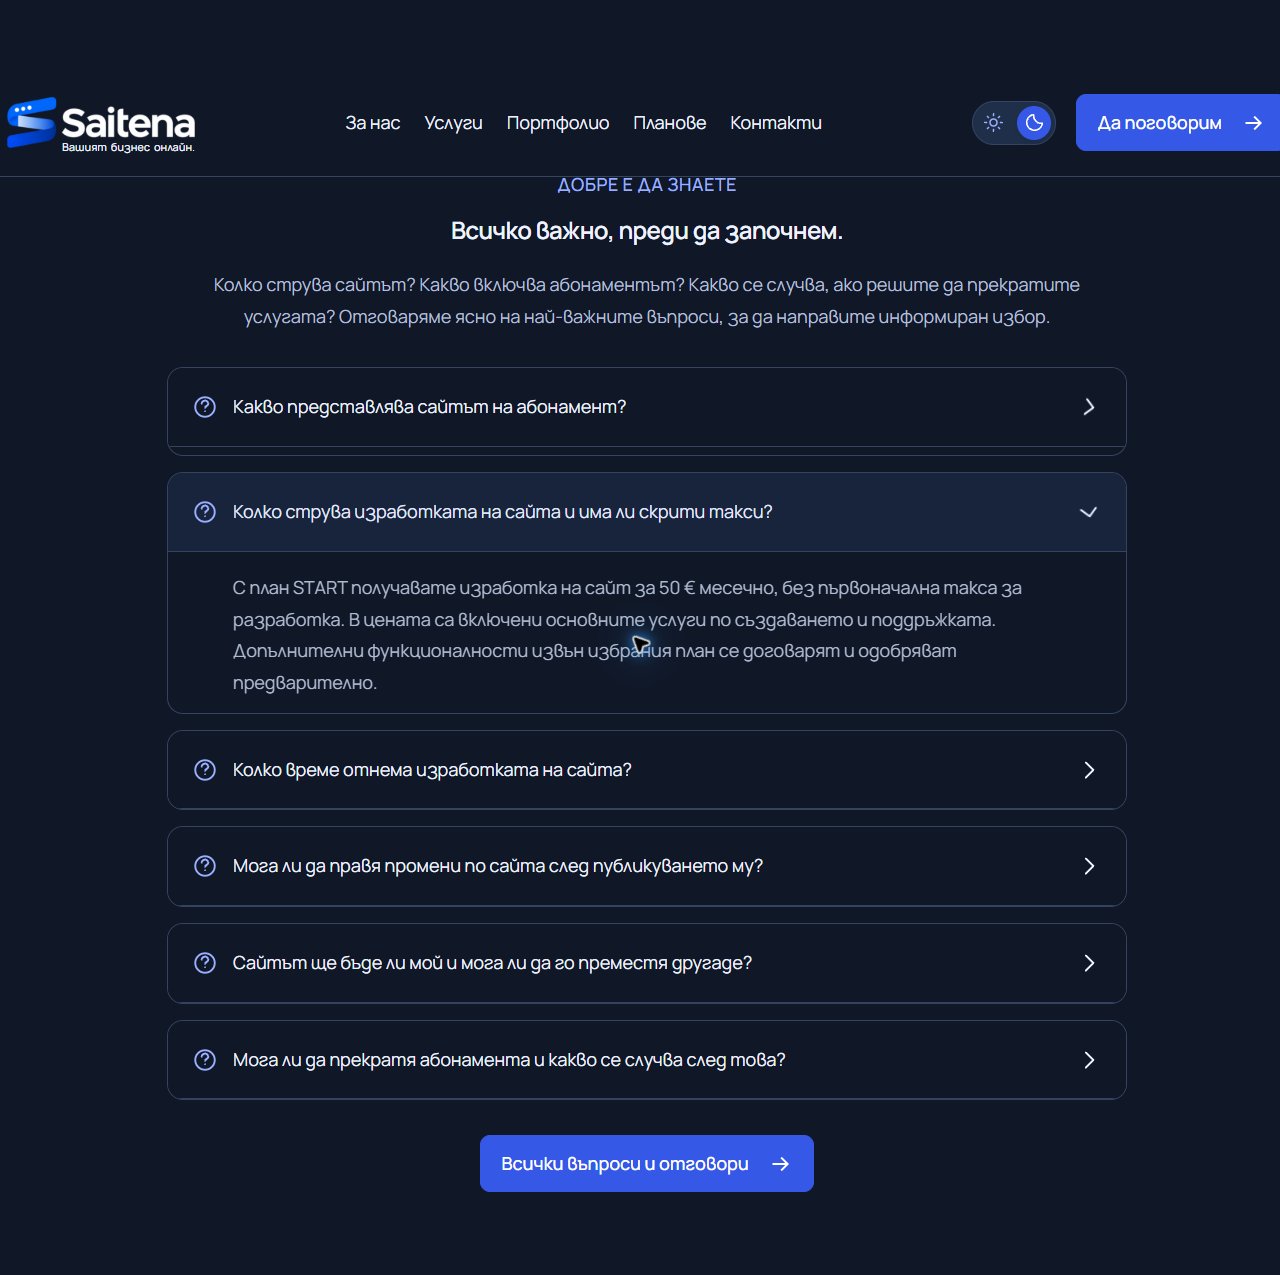 Saitena
Вашият бизнес онлайн.
За нас
Услуги
Портфолио
Планове
Контакти
Да поговорим
ДОБРЕ Е ДА ЗНАЕТЕ
Всичко важно, преди да започнем.
Колко струва сайтът? Какво включва абонаментът? Какво се случва, ако решите да прекратите
услугата? Отговаряме ясно на най-важните въпроси, за да направите информиран избор.
Какво представлява сайтът на абонамент?
Колко струва изработката на сайта и има ли скрити такси?
С план START получавате изработка на сайт за 50 € месечно, без първоначална такса за
разработка. В цената са включени основните услуги по създаването и поддръжката.
Допълнителни функционалности извън избрания план се договарят и одобряват
предварително.
Колко време отнема изработката на сайта?
Мога ли да правя промени по сайта след публикуването му?
Сайтът ще бъде ли мой и мога ли да го преместя другаде?
Мога ли да прекратя абонамента и какво се случва след това?
Всички въпроси и отговори